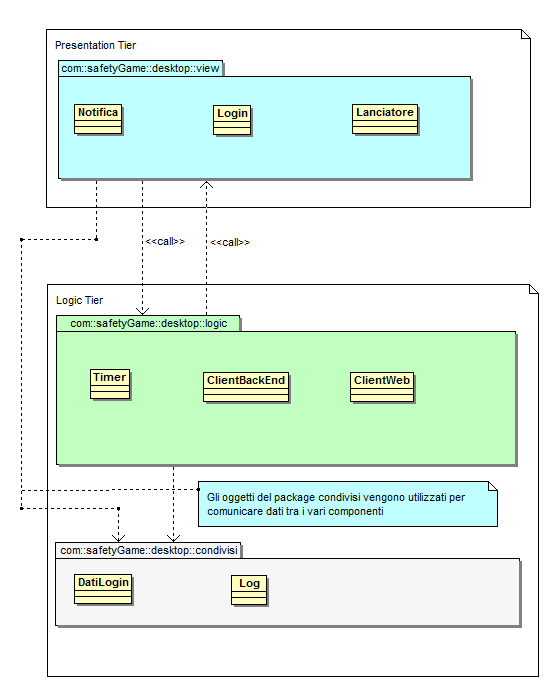 Presentation Tier
com::safetyGame::desktop::view
Notifica
Login
Lanciatore
<<call>>
<<call>>
Logic Tier
com::safetyGame::desktop::logic
Timer
ClientBackEnd
ClientWeb
Gli oggetti del package condivisi vengono utilizzati per
comunicare dati tra i vari componenti
com::safetyGame::desktop::condivisi
DatiLogin
Log